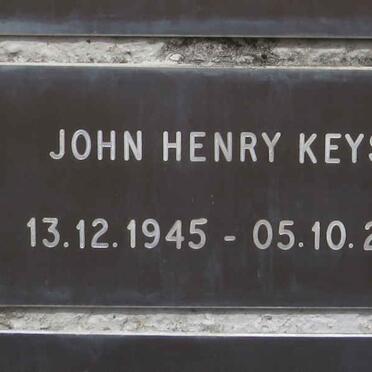 JOHN HENRY KEYS
13.12.1945 - 05.10.2